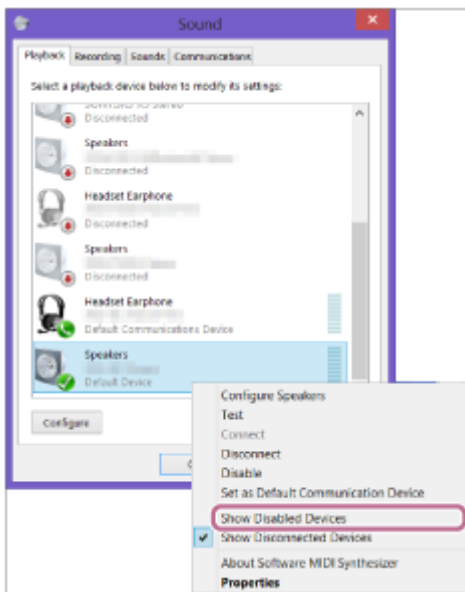 Sound
Playback Recording Sounds Communications
Select a playback device below to modify its settings:
Disconnected
Speakers
Disconnected
Headset Earphone
Disconnected
Speakers
Disconnected
Headset Earphone
Default Communications Device
Speakers
Default Device
Configure
Configure Speakers
Test
Connect
Disconnect
Disable
Set as Default Communication Device
Show Disabled Devices
Show Disconnected Devices
About Software MIDI Synthesizer
Properties